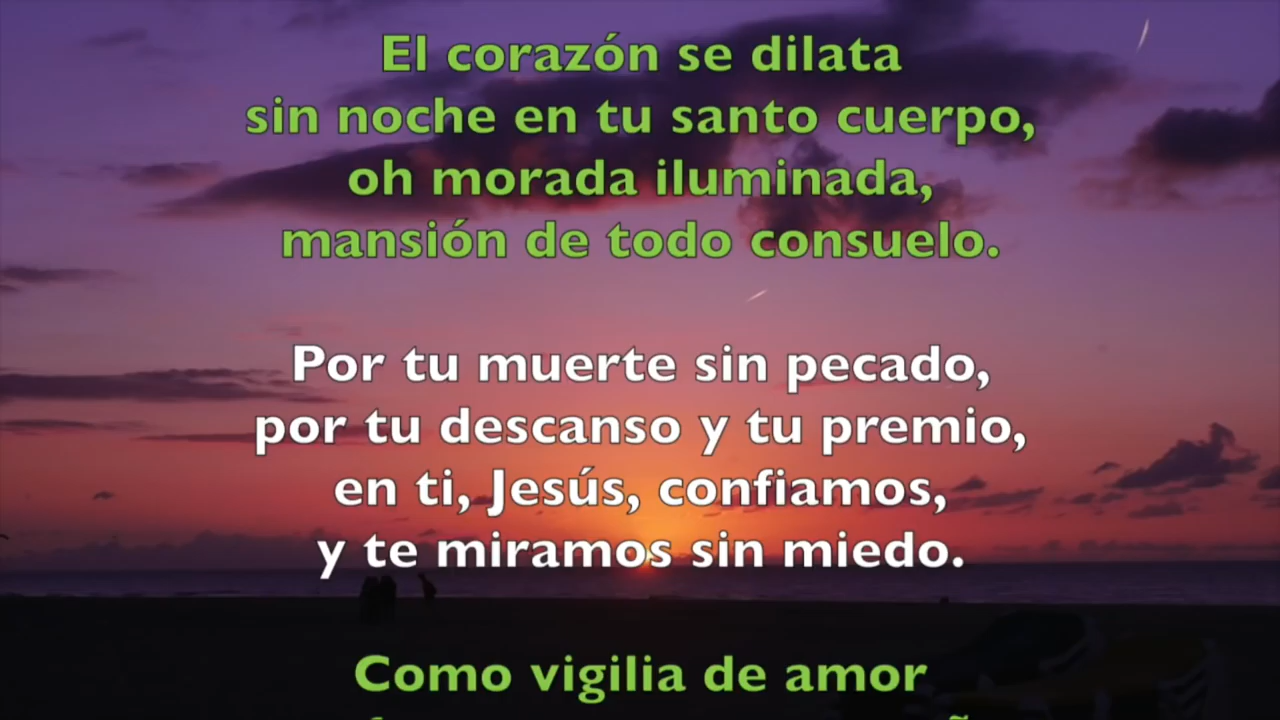 El corazón se dilata
sin noche en tu santo cuerpo,
oh morada iluminada,
mansión de todo consuelo.
Por tu muerte sin pecado,
por tu descanso y tu premio,
en ti, Jesús, confiamos,
y te miramos sin miedo.
Como vigilia de amor